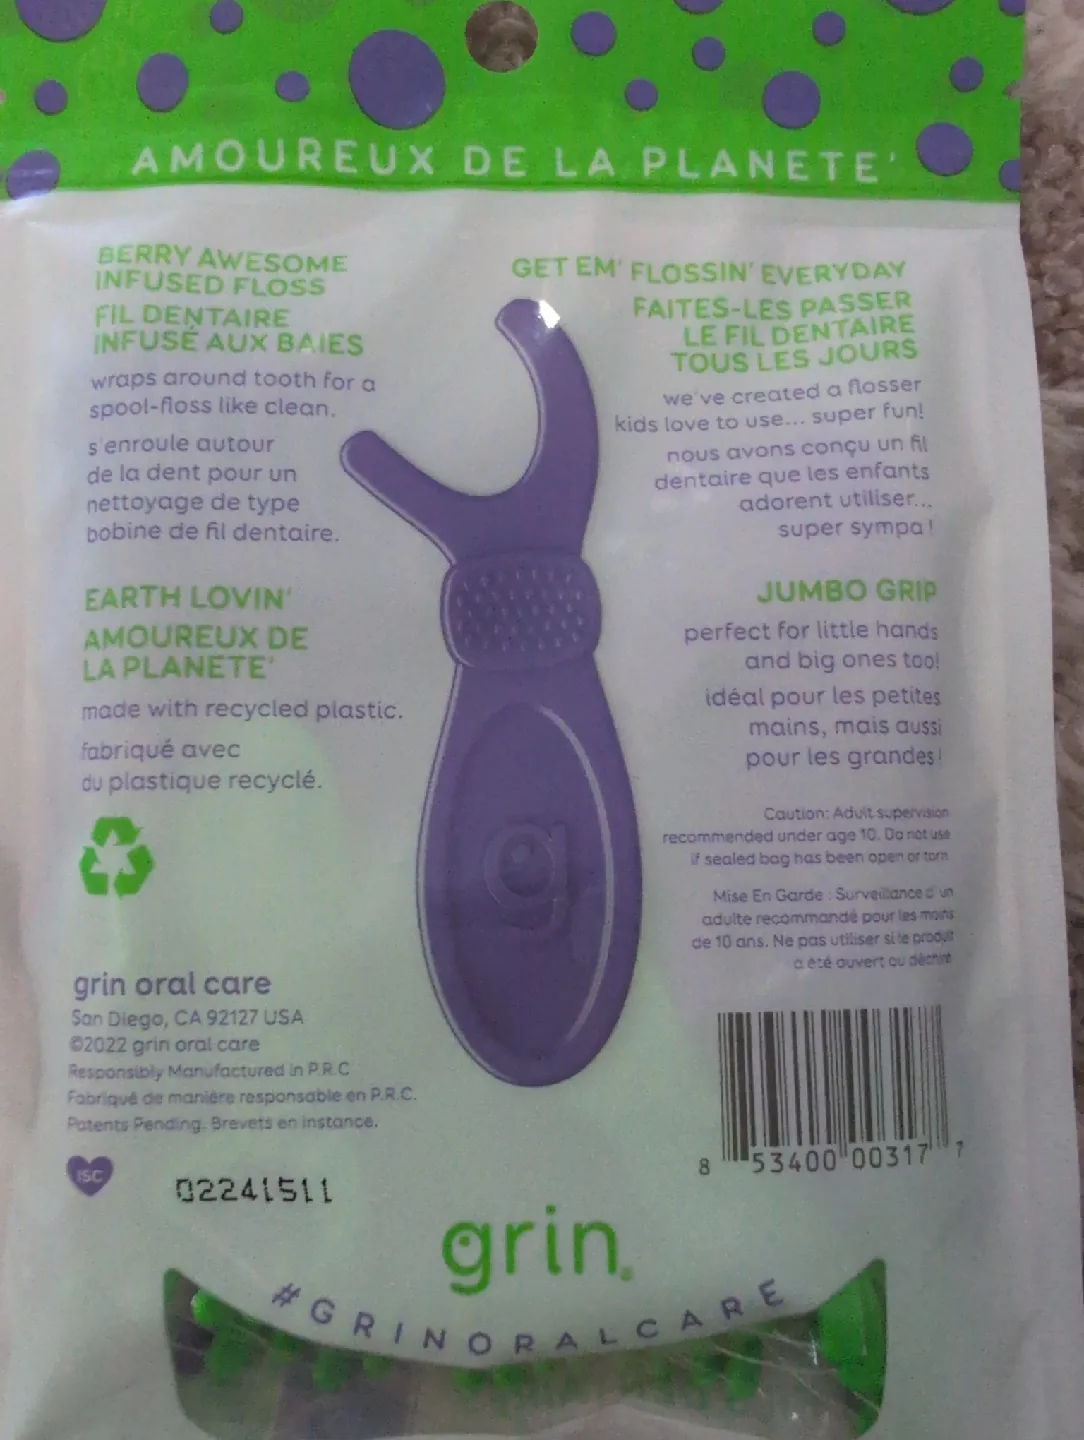 AMOUREUX DE LA PLANETE'
BERRY AWESOME
INFUSED FLOSS
FIL DENTAIRE
INFUSÉ AUX BAIES
wraps around tooth for a
spool-floss like clean.
s'enroule autour
de la dent pour un
nettoyage de type
bobine de fil dentaire.
EARTH LOVIN'
AMOUREUX DE
LA PLANETE'
made with recycled plastic.
fabriqué avec
du plastique recyclé.
GET EM' FLOSSIN' EVERYDAY
FAITES-LES PASSER
LE FIL DENTAIRE
TOUS LES JOURS
we've created a flosser
kids love to use... super fun!
nous avons conçu un fil
dentaire que les enfants
adorent utiliser...
super sympa !
JUMBO GRIP
perfect for little hands
and big ones too!
idéal pour les petites
mains, mais aussi
pour les grandes!
Caution: Adult supervision
recommended under age 10. Do not use
if sealed bag has been open or torn.
Mise En Garde : Surveillance d'un
adulte recommandé pour les moins
de 10 ans. Ne pas utiliser si le produit
a été ouvert ou déchiré
g
grin oral care
San Diego, CA 92127 USA
©2022 grin oral care
Responsibly Manufactured in P.R.C
Fabriqué de manière responsable en P.R.C.
Patents Pending. Brevets en instance.
ISC
02241511
8 53400 00317 7
grin®
#GRINORALCARE